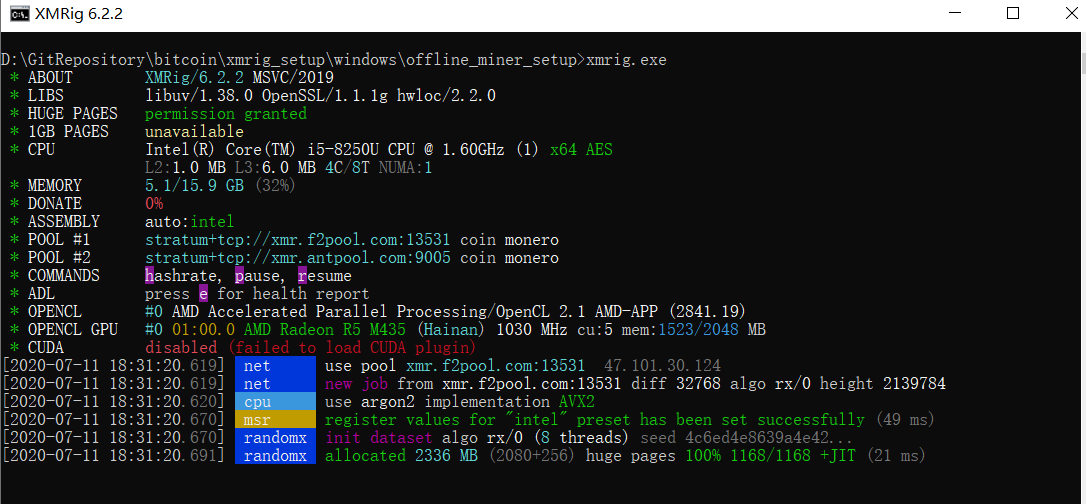 XMRig 6.2.2
D:\GitRepository\bitcoin\xmrig_setup\windows\offline_miner_setup>xmrig.exe
* ABOUT XMRig/6.2.2 MSVC/2019
* LIBS libuv/1.38.0 OpenSSL/1.1.1g hwloc/2.2.0
* HUGE PAGES permission granted
* 1GB PAGES unavailable
* CPU Intel(R) Core(TM) i5-8250U CPU @ 1.60GHz (1) x64 AES
L2:1.0 MB L3:6.0 MB 4C/8T NUMA:1
* MEMORY 5.1/15.9 GB (32%)
* DONATE 0%
* ASSEMBLY auto:intel
* POOL #1 stratum+tcp://xmr.f2pool.com:13531 coin monero
* POOL #2 stratum+tcp://xmr.antpool.com:9005 coin monero
* COMMANDS hashrate, pause, resume
* ADL press e for health report
* OPENCL #0 AMD Accelerated Parallel Processing/OpenCL 2.1 AMD-APP (2841.19)
* OPENCL GPU #0 01:00.0 AMD Radeon R5 M435 (Hainan) 1030 MHz cu:5 mem:1523/2048 MB
* CUDA disabled (failed to load CUDA plugin)
[2020-07-11 18:31:20.619] net use pool xmr.f2pool.com:13531 47.101.30.124
[2020-07-11 18:31:20.619] net new job from xmr.f2pool.com:13531 diff 32768 algo rx/0 height 2139784
[2020-07-11 18:31:20.620] cpu use argon2 implementation AVX2
[2020-07-11 18:31:20.670] msr register values for "intel" preset has been set successfully (49 ms)
[2020-07-11 18:31:20.670] randomx init dataset algo rx/0 (8 threads) seed 4c6ed4e8639a4e42...
[2020-07-11 18:31:20.691] randomx allocated 2336 MB (2080+256) huge pages 100% 1168/1168 +JIT (21 ms)